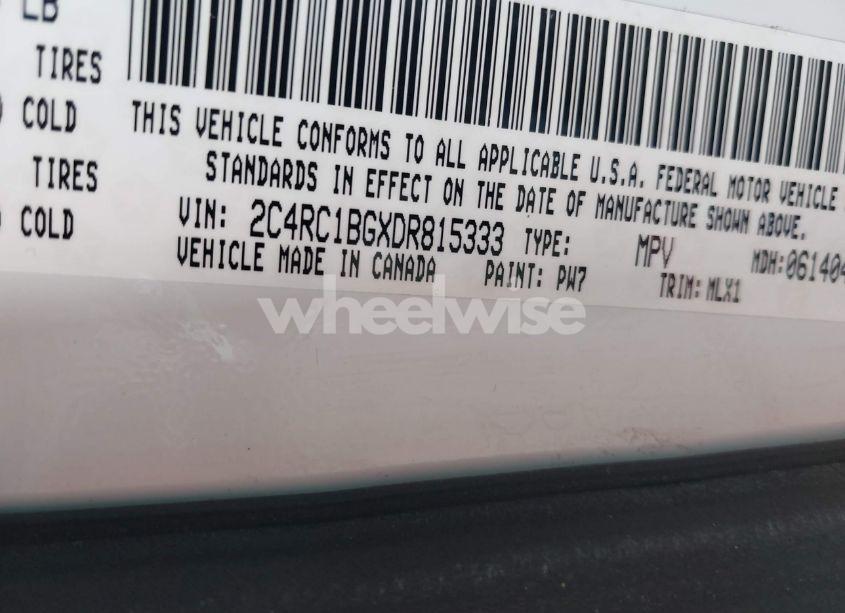 LB
TIRES
COLD
TIRES
COLD
THIS VEHICLE CONFORMS TO ALL APPLICABLE U.S.A. FEDERAL MOTOR VEHICLE
STANDARDS IN EFFECT ON THE DATE OF MANUFACTURE SHOWN ABOVE.
VIN: 2C4RC1BGXDR815333 TYPE: MPV MDH:061404
VEHICLE MADE IN CANADA PAINT: PW7 TRIM: MLX1
wheelwise